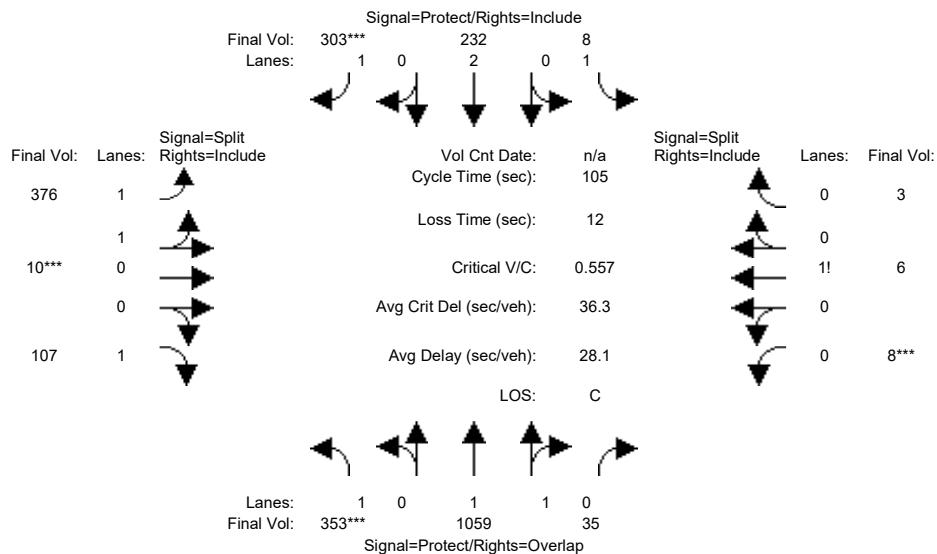 Signal=Protect/Rights=Include
Final Vol: 303*** 232 8
Lanes: 1 0 2 0 1
Signal=Split
Final Vol: Lanes: Rights=Include
Vol Cnt Date: n/a
Signal=Split
Rights=Include Lanes: Final Vol:
Cycle Time (sec): 105
376 1
0 3
Loss Time (sec): 12
1
0
10*** 0
Critical V/C: 0.557
1! 6
0
Avg Crit Del (sec/veh): 36.3
0
107 1
Avg Delay (sec/veh): 28.1
0 8***
LOS: C
Lanes: 1 0 1 1 0
Final Vol: 353*** 1059 35
Signal=Protect/Rights=Overlap